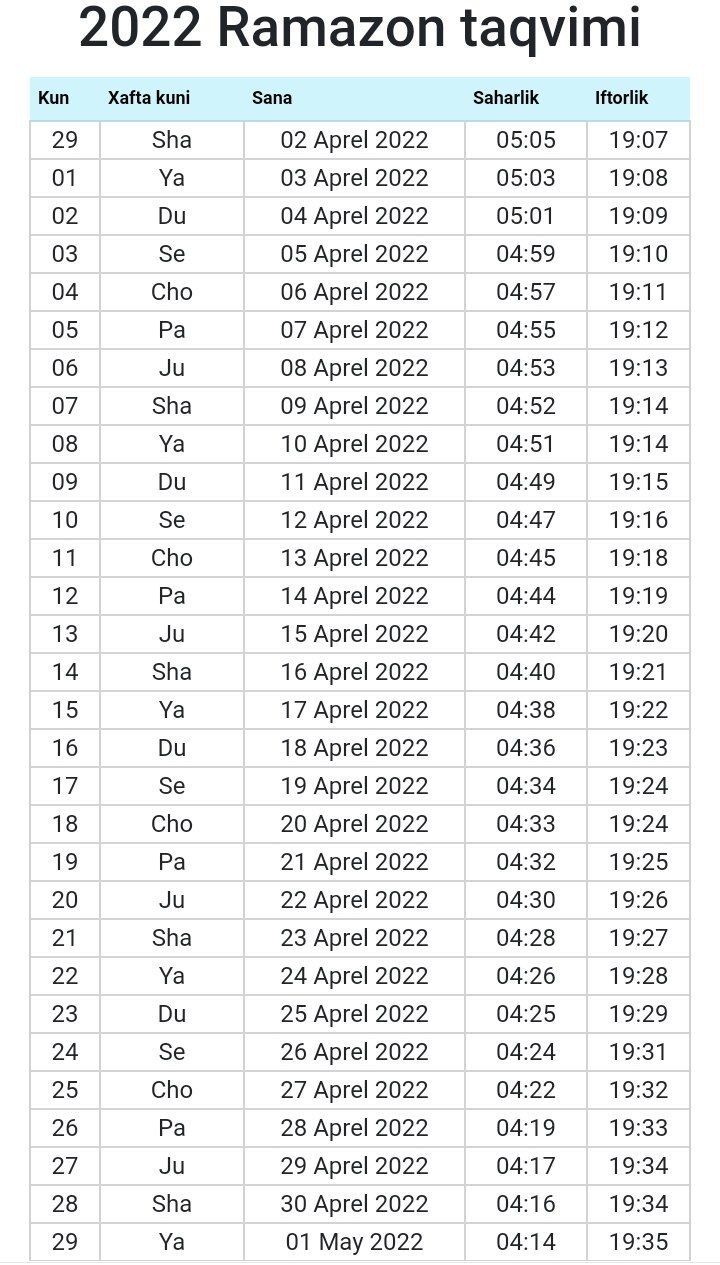 2022 Ramazon taqvimi
Kun Xafta kuni Sana Saharlik Iftorlik
29 Sha 02 Aprel 2022 05:05 19:07
01 Ya 03 Aprel 2022 05:03 19:08
02 Du 04 Aprel 2022 05:01 19:09
03 Se 05 Aprel 2022 04:59 19:10
04 Cho 06 Aprel 2022 04:57 19:11
05 Pa 07 Aprel 2022 04:55 19:12
06 Ju 08 Aprel 2022 04:53 19:13
07 Sha 09 Aprel 2022 04:52 19:14
08 Ya 10 Aprel 2022 04:51 19:14
09 Du 11 Aprel 2022 04:49 19:15
10 Se 12 Aprel 2022 04:47 19:16
11 Cho 13 Aprel 2022 04:45 19:18
12 Pa 14 Aprel 2022 04:44 19:19
13 Ju 15 Aprel 2022 04:42 19:20
14 Sha 16 Aprel 2022 04:40 19:21
15 Ya 17 Aprel 2022 04:38 19:22
16 Du 18 Aprel 2022 04:36 19:23
17 Se 19 Aprel 2022 04:34 19:24
18 Cho 20 Aprel 2022 04:33 19:24
19 Pa 21 Aprel 2022 04:32 19:25
20 Ju 22 Aprel 2022 04:30 19:26
21 Sha 23 Aprel 2022 04:28 19:27
22 Ya 24 Aprel 2022 04:26 19:28
23 Du 25 Aprel 2022 04:25 19:29
24 Se 26 Aprel 2022 04:24 19:31
25 Cho 27 Aprel 2022 04:22 19:32
26 Pa 28 Aprel 2022 04:19 19:33
27 Ju 29 Aprel 2022 04:17 19:34
28 Sha 30 Aprel 2022 04:16 19:34
29 Ya 01 May 2022 04:14 19:35